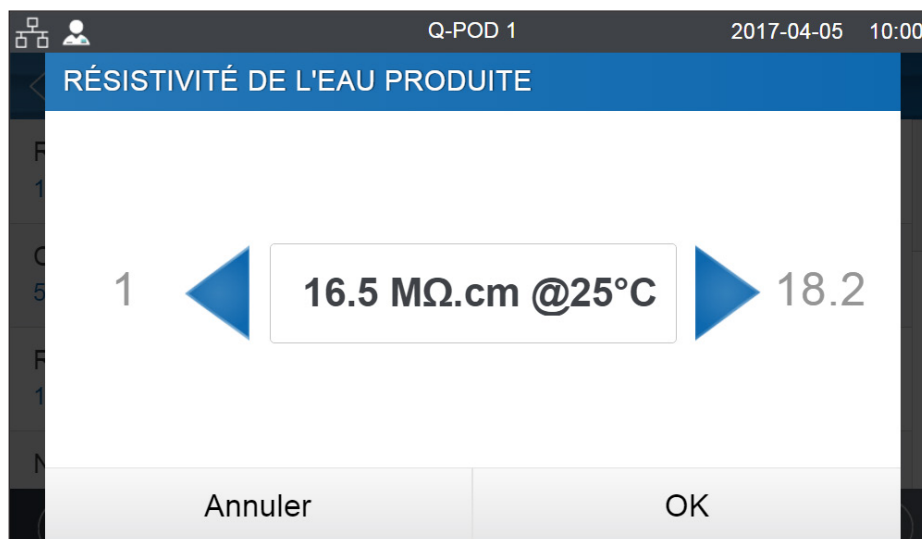 Q-POD 1 2017-04-05 10:00
RÉSISTIVITÉ DE L'EAU PRODUITE
1 16.5 MΩ.cm @25°C 18.2
Annuler OK